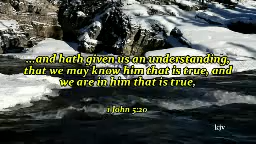 ...and hath given us an understanding,
that we may know him that is true, and
we are in him that is true,
1 John 5:20
kjv